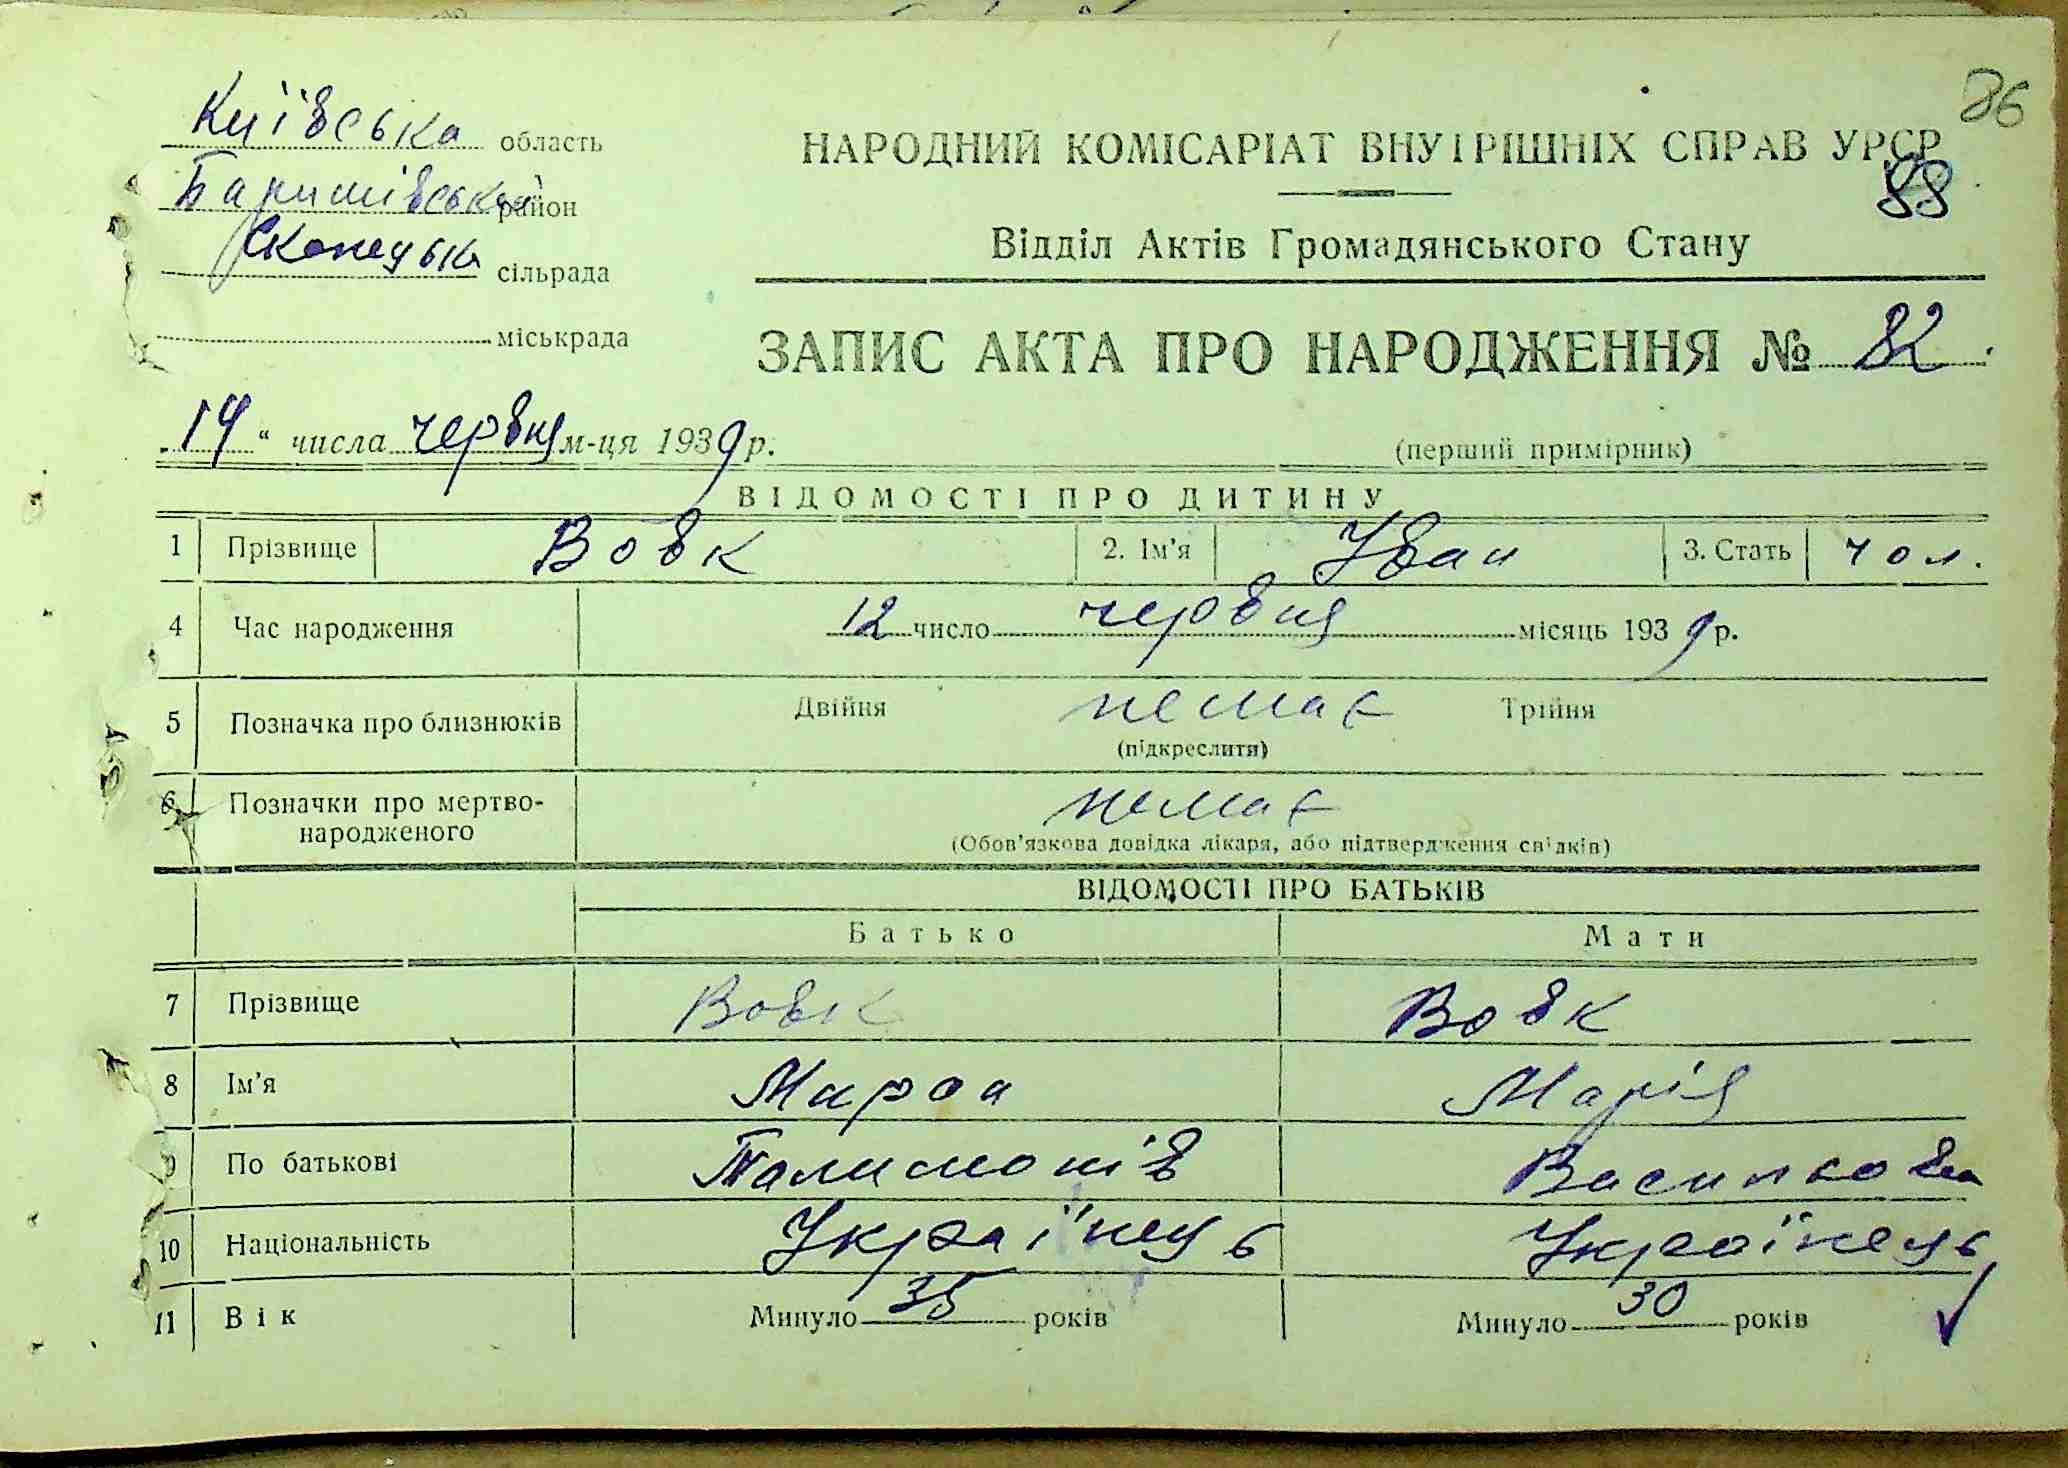 86
Київська область
НАРОДНИЙ КОМІСАРІАТ ВНУТРІШНІХ СПРАВ УРСР
Баришівський район
88
Відділ Актів Громадянського Стану
сільрада
міськрада
ЗАПИС АКТА ПРО НАРОДЖЕННЯ № 82
„14“ числа червня м-ця 1939 р.
(перший примірник)
ВІДОМОСТІ ПРО ДИТИНУ
1 Прізвище Вовк 2. Ім'я Іван 3. Стать чол.
4 Час народження 12 число червня місяць 1939 р.
5 Позначка про близнюків Двійня немає Трійня
(підкреслити)
6 Позначки про мертво-
народженого немає
(Обов'язкова довідка лікаря, або підтвердження свідків)
ВІДОМОСТІ ПРО БАТЬКІВ
Батько Мати
7 Прізвище Вовк Вовк
8 Ім'я Марія
9 По батькові Васильовна
10 Національність Українець Українець
11 Вік Минуло 35 років Минуло 30 років